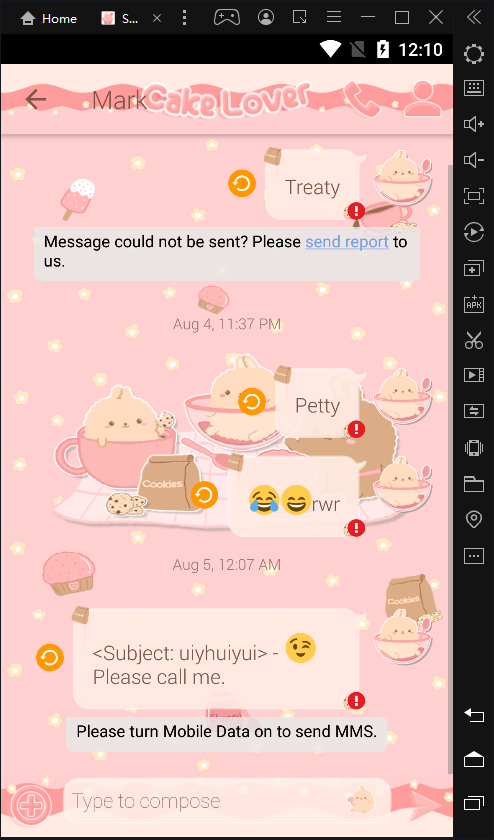 Home
S...
12:10
Mark
Cake Lover
Treaty
Message could not be sent? Please send report to
us.
Aug 4, 11:37 PM
Petty
Cookies
😂😄rwr
Aug 5, 12:07 AM
Cookies
<Subject: uiyhuiyui> - 😉
Please call me.
Please turn Mobile Data on to send MMS.
Type to compose
APK